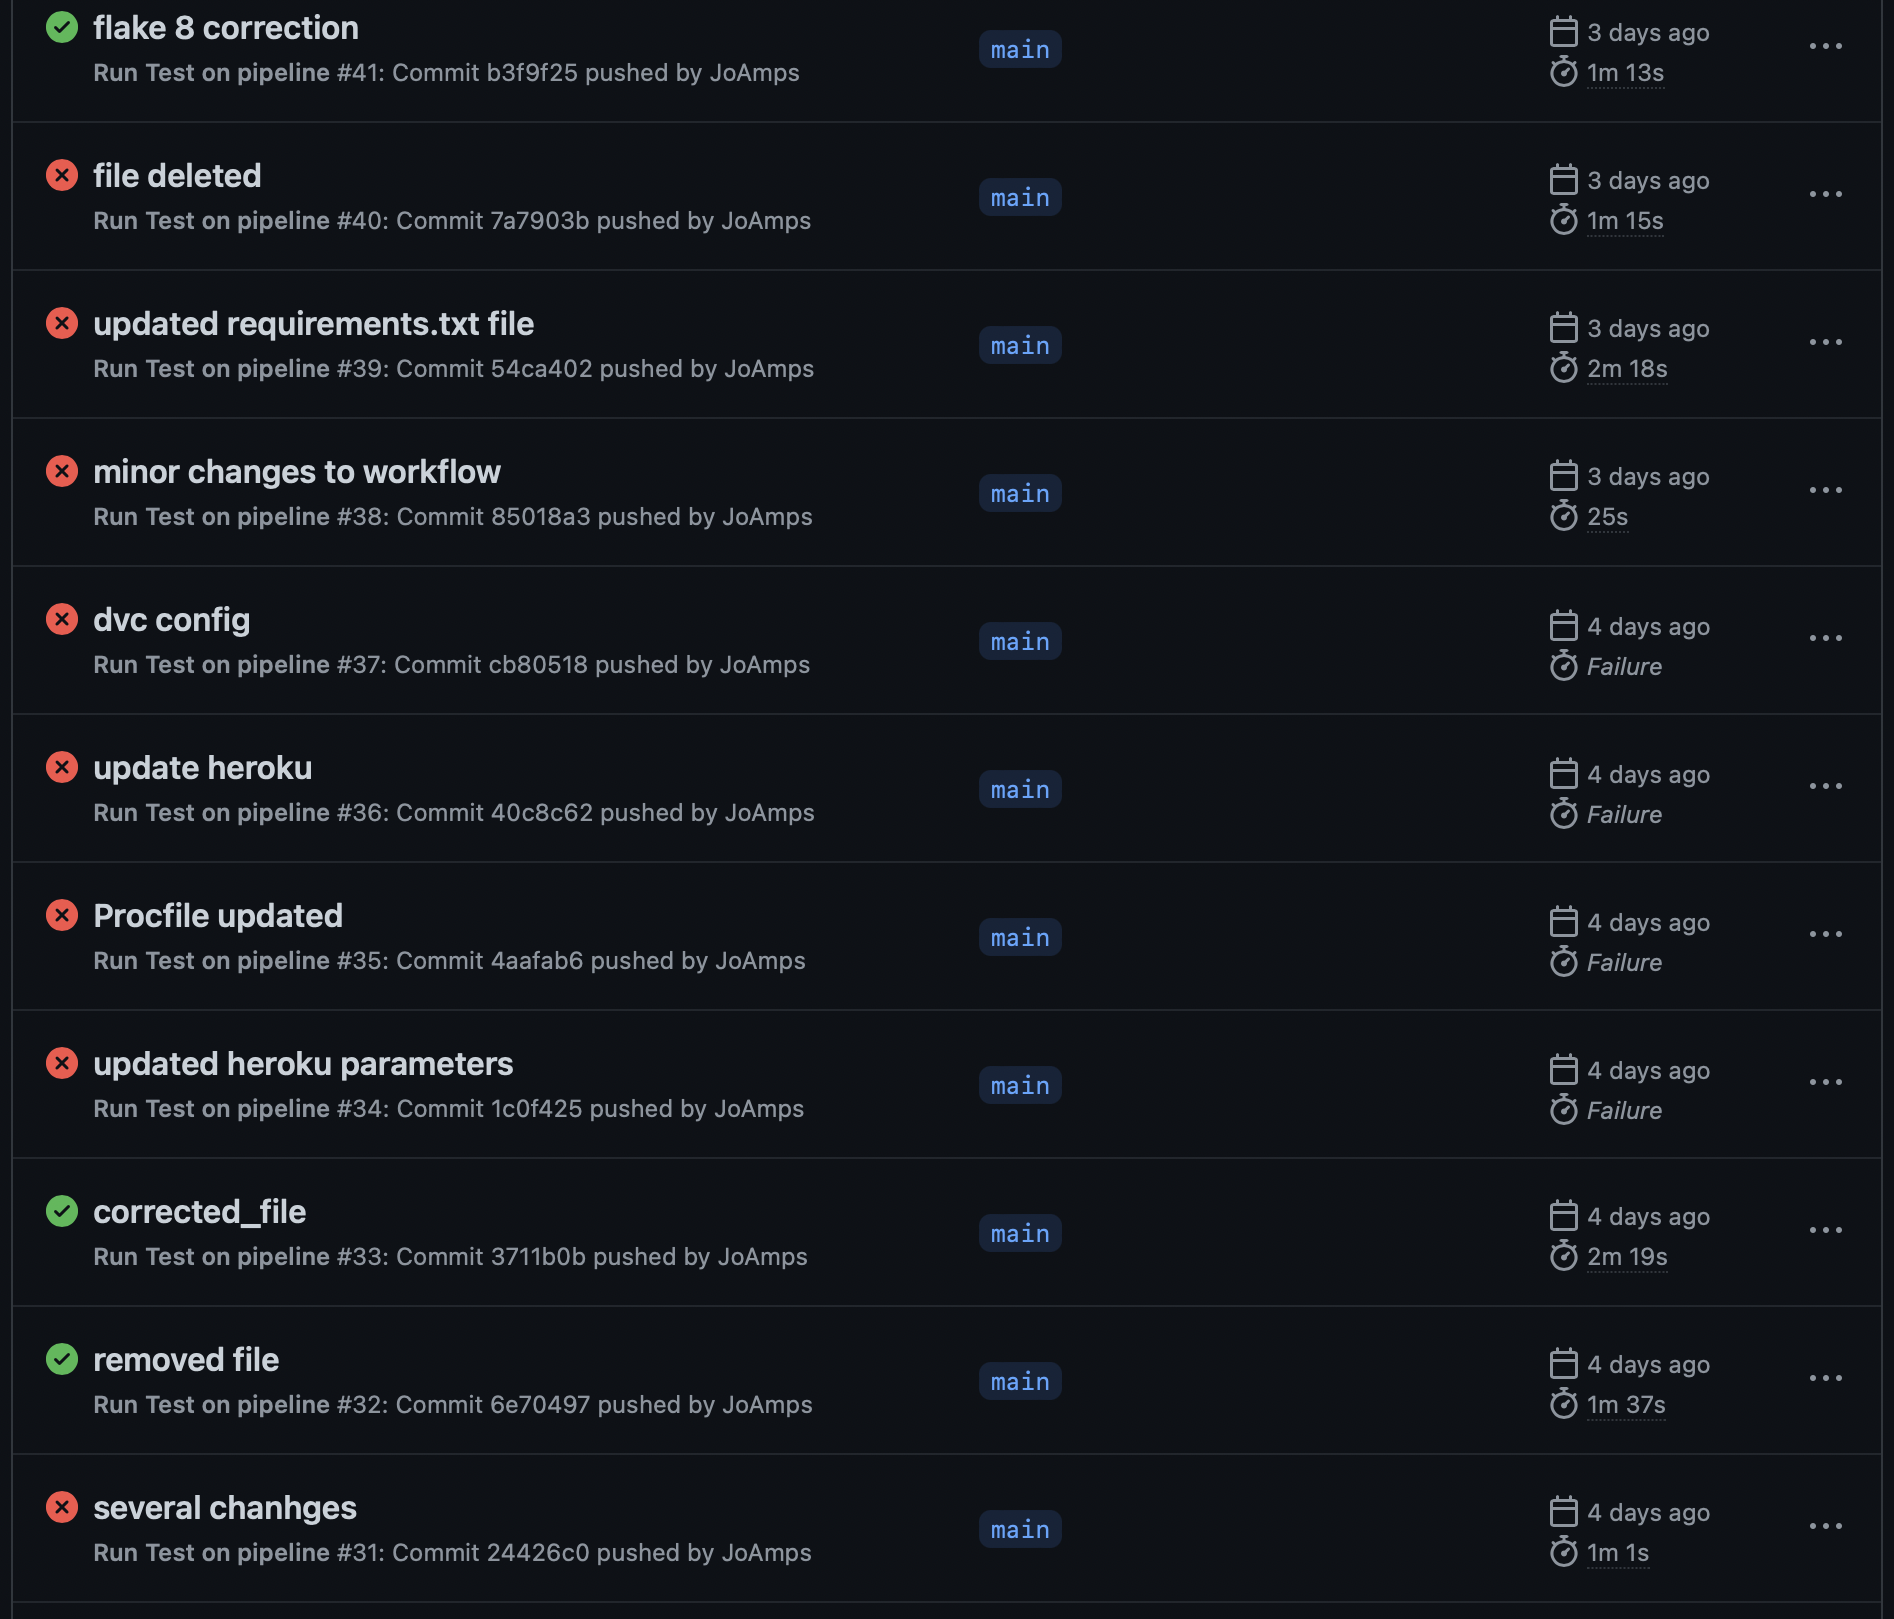 flake 8 correction
Run Test on pipeline #41: Commit b3f9f25 pushed by JoAmps
main
3 days ago
1m 13s
file deleted
Run Test on pipeline #40: Commit 7a7903b pushed by JoAmps
main
3 days ago
1m 15s
updated requirements.txt file
Run Test on pipeline #39: Commit 54ca402 pushed by JoAmps
main
3 days ago
2m 18s
minor changes to workflow
Run Test on pipeline #38: Commit 85018a3 pushed by JoAmps
main
3 days ago
25s
dvc config
Run Test on pipeline #37: Commit cb80518 pushed by JoAmps
main
4 days ago
Failure
update heroku
Run Test on pipeline #36: Commit 40c8c62 pushed by JoAmps
main
4 days ago
Failure
Procfile updated
Run Test on pipeline #35: Commit 4aafab6 pushed by JoAmps
main
4 days ago
Failure
updated heroku parameters
Run Test on pipeline #34: Commit 1c0f425 pushed by JoAmps
main
4 days ago
Failure
corrected_file
Run Test on pipeline #33: Commit 3711b0b pushed by JoAmps
main
4 days ago
2m 19s
removed file
Run Test on pipeline #32: Commit 6e70497 pushed by JoAmps
main
4 days ago
1m 37s
several chanhges
Run Test on pipeline #31: Commit 24426c0 pushed by JoAmps
main
4 days ago
1m 1s